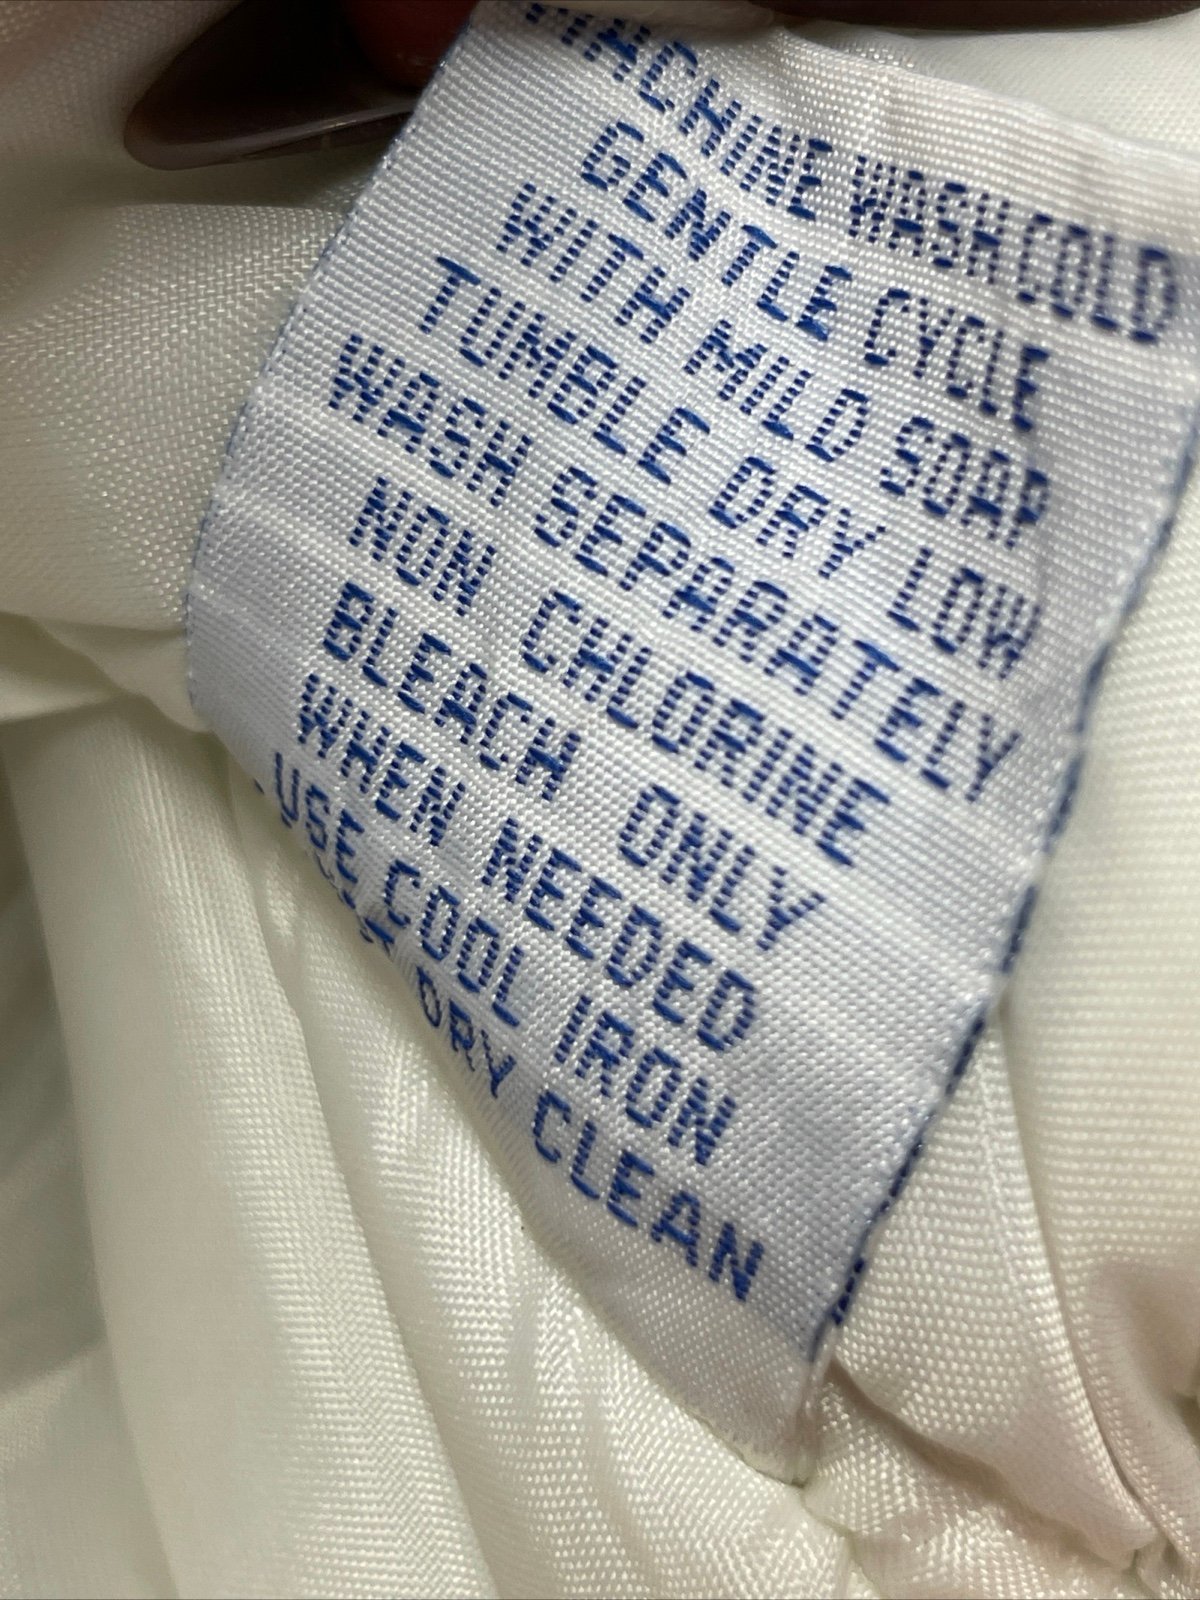 MACHINE WASH COLD
GENTLE CYCLE
WITH MILD SOAP
TUMBLE DRY LOW
WASH SEPARATELY
NON CHLORINE
BLEACH ONLY
WHEN NEEDED
USE COOL IRON
DRY CLEAN